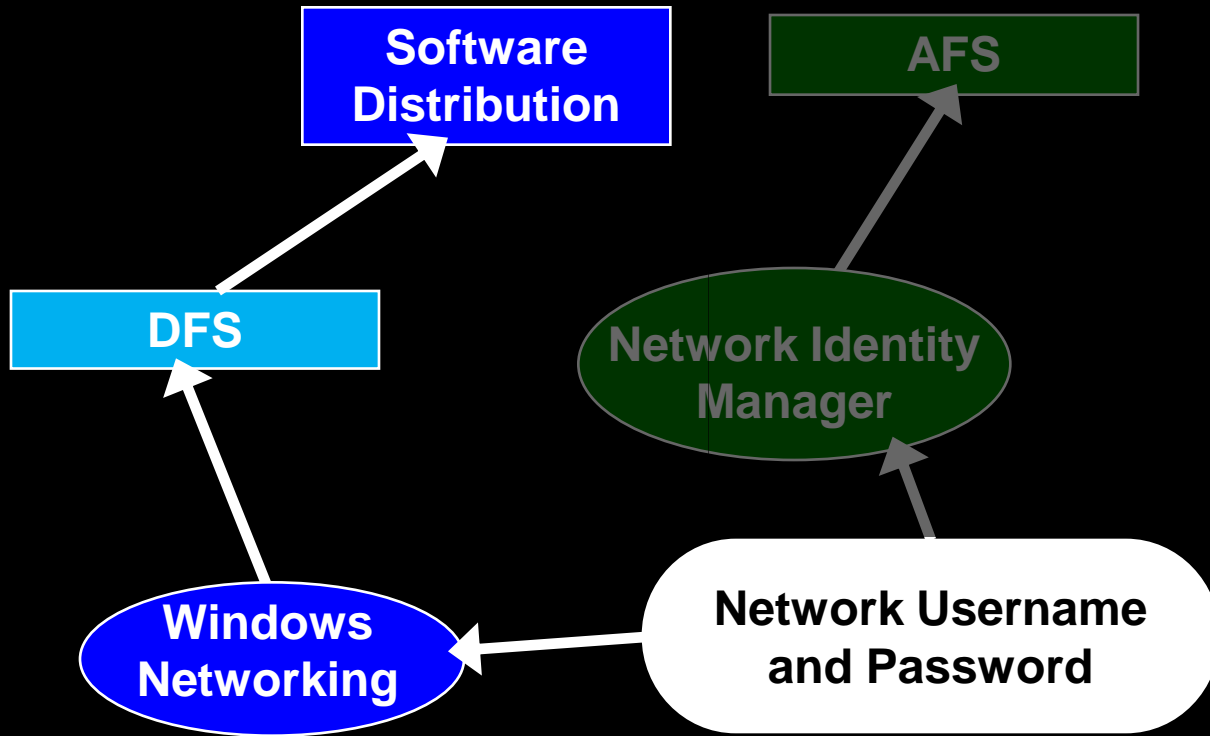 Software
Distribution
AFS
DFS
Network Identity
Manager
Windows
Networking
Network Username
and Password